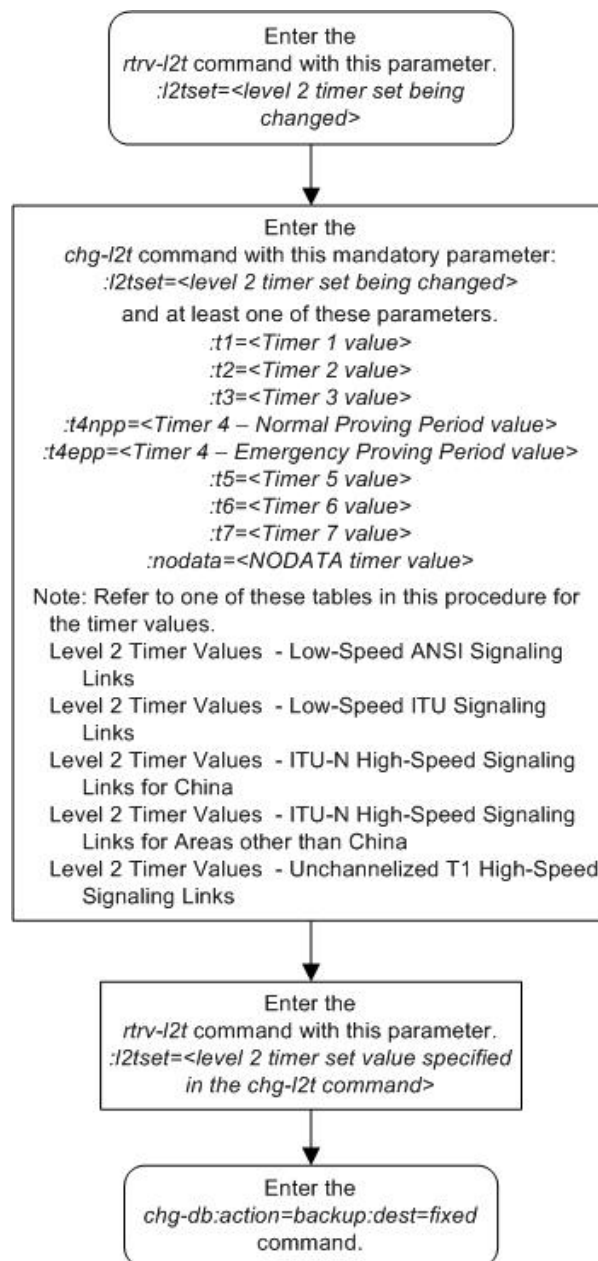 Enter the
rtrv-l2t command with this parameter.
:l2tset=<level 2 timer set being
changed>
Enter the
chg-l2t command with this mandatory parameter:
:l2tset=<level 2 timer set being changed>
and at least one of these parameters.
:t1=<Timer 1 value>
:t2=<Timer 2 value>
:t3=<Timer 3 value>
:t4npp=<Timer 4 – Normal Proving Period value>
:t4epp=<Timer 4 – Emergency Proving Period value>
:t5=<Timer 5 value>
:t6=<Timer 6 value>
:t7=<Timer 7 value>
:nodata=<NODATA timer value>
Note: Refer to one of these tables in this procedure for
the timer values.
Level 2 Timer Values - Low-Speed ANSI Signaling
Links
Level 2 Timer Values - Low-Speed ITU Signaling
Links
Level 2 Timer Values - ITU-N High-Speed Signaling
Links for China
Level 2 Timer Values - ITU-N High-Speed Signaling
Links for Areas other than China
Level 2 Timer Values - Unchannelized T1 High-Speed
Signaling Links
Enter the
rtrv-l2t command with this parameter.
:l2tset=<level 2 timer set value specified
in the chg-l2t command>
Enter the
chg-db:action=backup:dest=fixed
command.